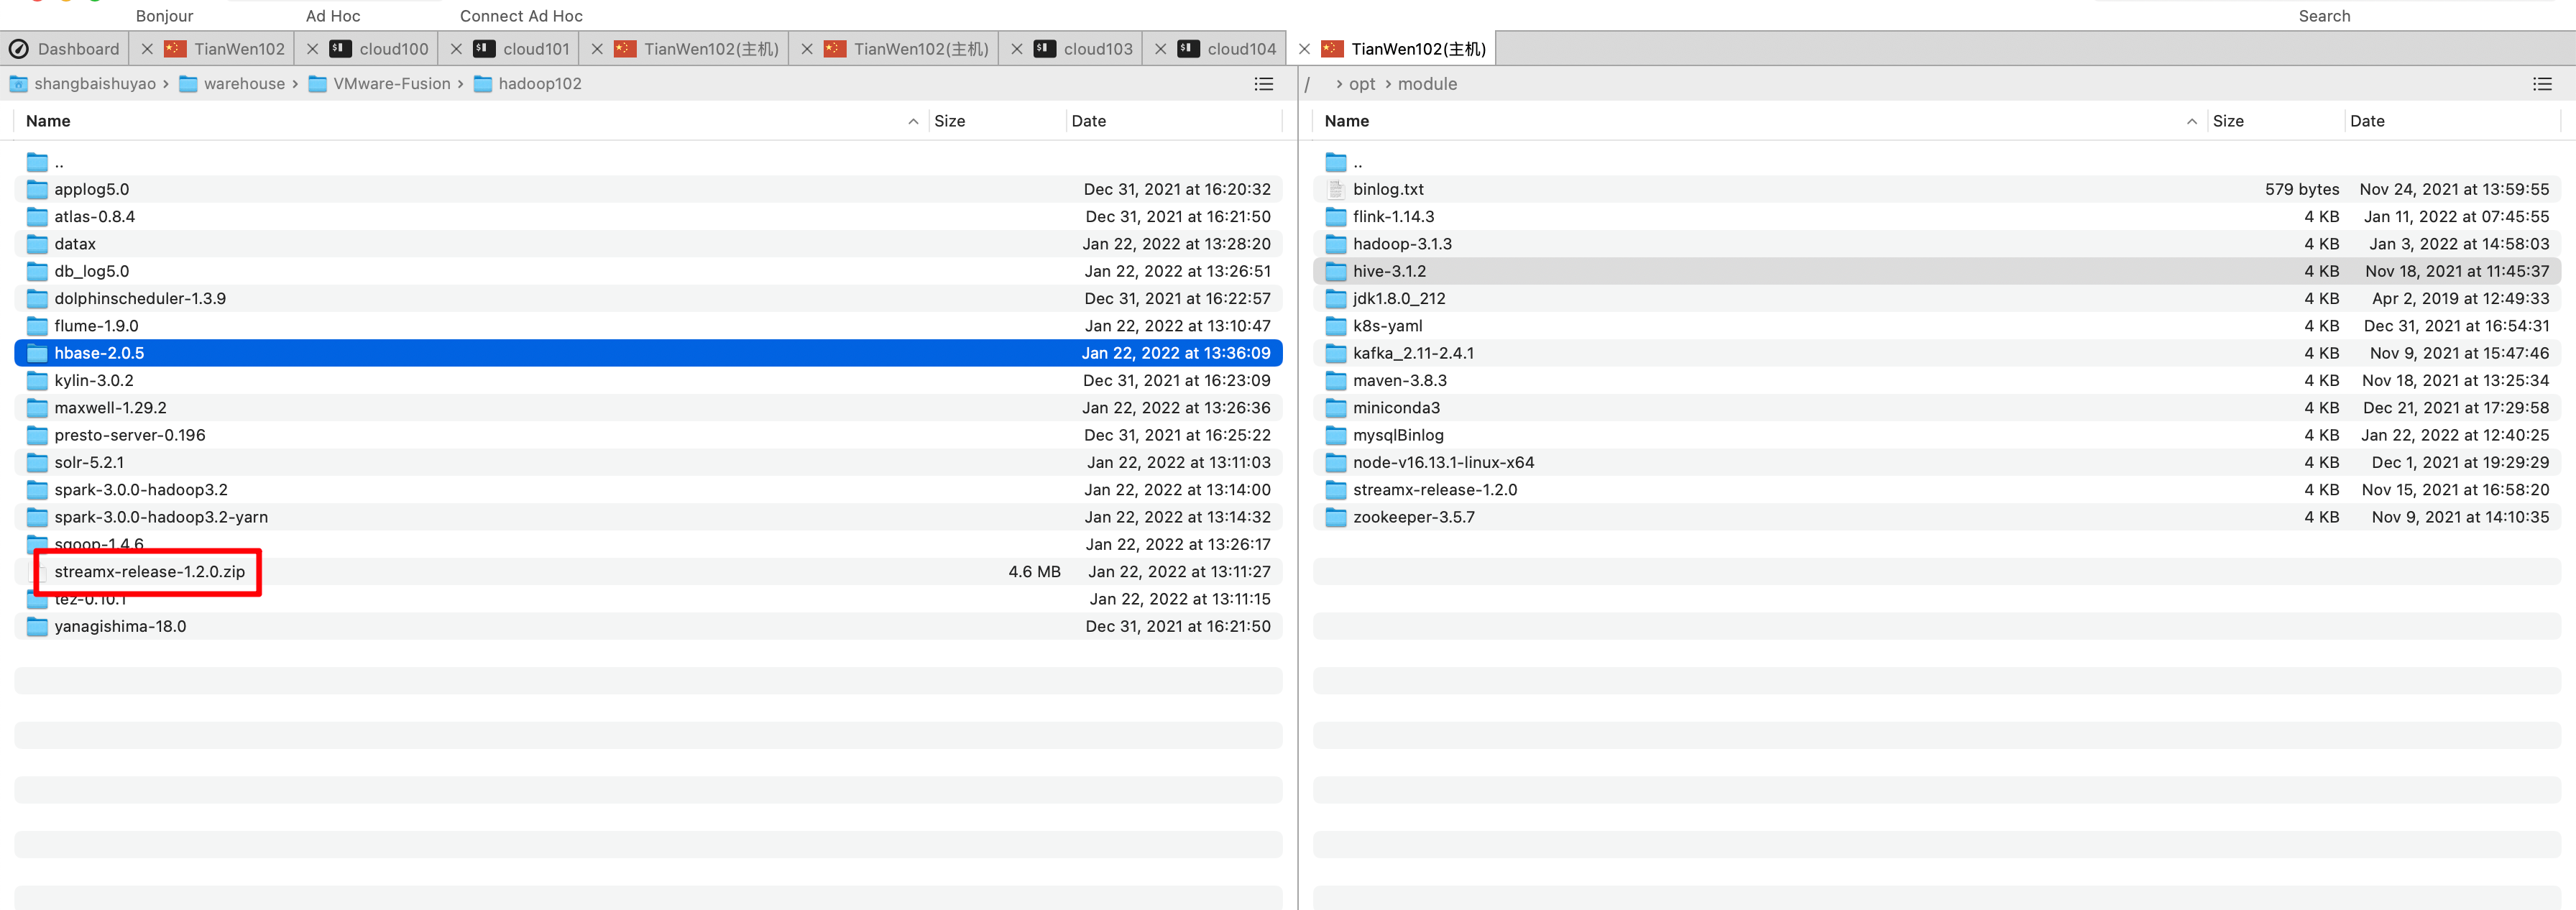 Bonjour Ad Hoc Connect Ad Hoc Search
Dashboard TianWen102 cloud100 cloud101 TianWen102(主机) TianWen102(主机) cloud103 cloud104 TianWen102(主机)
shangbaishuyao › warehouse › VMware-Fusion › hadoop102
Name Size Date
..
applog5.0 Dec 31, 2021 at 16:20:32
atlas-0.8.4 Dec 31, 2021 at 16:21:50
datax Jan 22, 2022 at 13:28:20
db_log5.0 Jan 22, 2022 at 13:26:51
dolphinscheduler-1.3.9 Dec 31, 2021 at 16:22:57
flume-1.9.0 Jan 22, 2022 at 13:10:47
hbase-2.0.5 Jan 22, 2022 at 13:36:09
kylin-3.0.2 Dec 31, 2021 at 16:23:09
maxwell-1.29.2 Jan 22, 2022 at 13:26:36
presto-server-0.196 Dec 31, 2021 at 16:25:22
solr-5.2.1 Jan 22, 2022 at 13:11:03
spark-3.0.0-hadoop3.2 Jan 22, 2022 at 13:14:00
spark-3.0.0-hadoop3.2-yarn Jan 22, 2022 at 13:14:32
sqoop-1.4.6 Jan 22, 2022 at 13:26:17
streamx-release-1.2.0.zip 4.6 MB Jan 22, 2022 at 13:11:27
tez-0.10.1 Jan 22, 2022 at 13:11:15
yanagishima-18.0 Dec 31, 2021 at 16:21:50
/ › opt › module
Name Size Date
..
binlog.txt 579 bytes Nov 24, 2021 at 13:59:55
flink-1.14.3 4 KB Jan 11, 2022 at 07:45:55
hadoop-3.1.3 4 KB Jan 3, 2022 at 14:58:03
hive-3.1.2 4 KB Nov 18, 2021 at 11:45:37
jdk1.8.0_212 4 KB Apr 2, 2019 at 12:49:33
k8s-yaml 4 KB Dec 31, 2021 at 16:54:31
kafka_2.11-2.4.1 4 KB Nov 9, 2021 at 15:47:46
maven-3.8.3 4 KB Nov 18, 2021 at 13:25:34
miniconda3 4 KB Dec 21, 2021 at 17:29:58
mysqlBinlog 4 KB Jan 22, 2022 at 12:40:25
node-v16.13.1-linux-x64 4 KB Dec 1, 2021 at 19:29:29
streamx-release-1.2.0 4 KB Nov 15, 2021 at 16:58:20
zookeeper-3.5.7 4 KB Nov 9, 2021 at 14:10:35